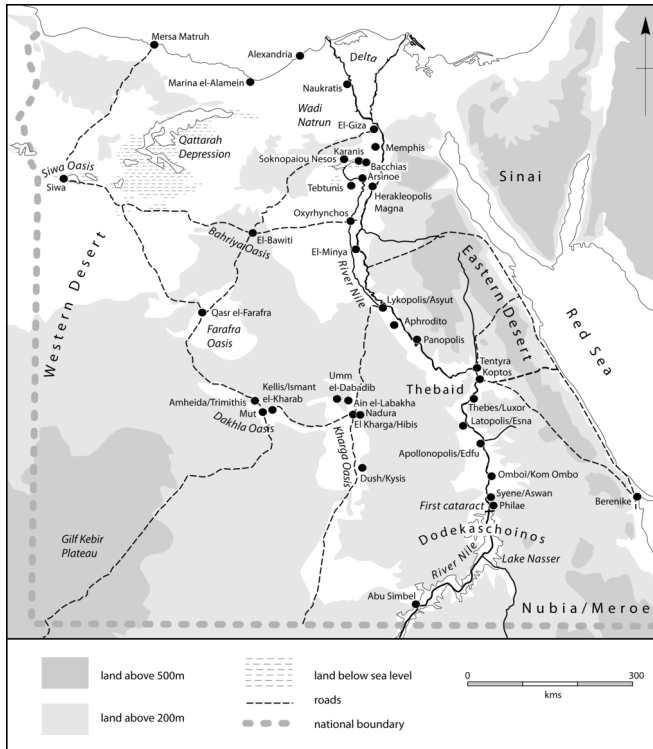 Mersa Matruh
Alexandria
Delta
Marina el-Alamein
Naukratis
Wadi
Natrun
El-Giza
Qattarah
Depression
Memphis
Karanis
Soknopaiou Nesos
Bacchias
Siwa Oasis
Siwa
Arsinoe
Tebtunis
Herakleopolis
Magna
Sinai
Oxyrhynchos
El-Bawiti
Bahriya Oasis
El-Minya
River Nile
Western Desert
Eastern Desert
Red Sea
Lykopolis/Asyut
Qasr el-Farafra
Aphrodito
Farafra
Oasis
Panopolis
Tentyra
Koptos
Thebaid
Umm
el-Dabadib
Kellis/Ismant
el-Kharab
Amheida/Trimithis
Ain el-Labakha
Mut
Nadura
El Kharga/Hibis
Dakhla Oasis
Kharga Oasis
Thebes/Luxor
Latopolis/Esna
Apollonopolis/Edfu
Dush/Kysis
Omboi/Kom Ombo
Syene/Aswan
First cataract
Philae
Berenike
Dodekaschoinos
Gilf Kebir
Plateau
River Nile
Lake Nasser
Abu Simbel
Nubia/Meroe
land above 500m
land above 200m
land below sea level
roads
national boundary
0
300
kms